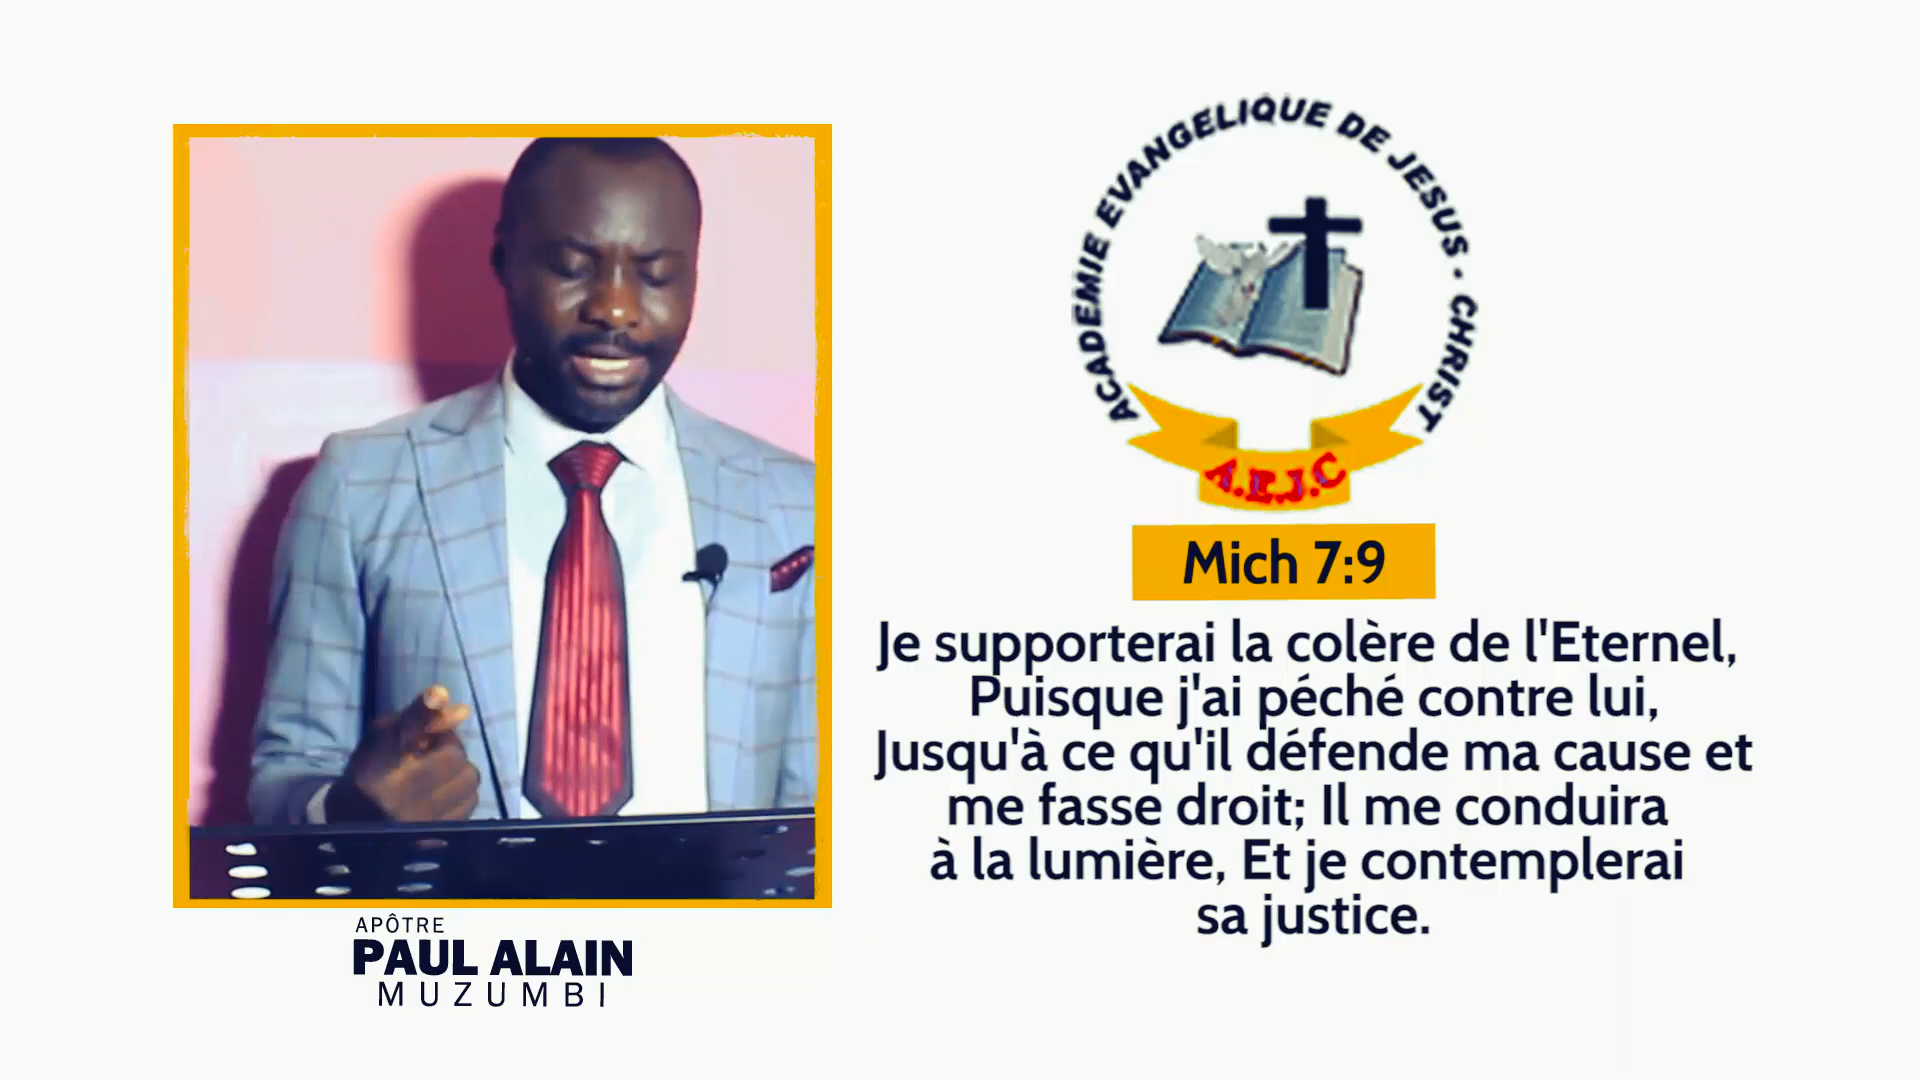 ACADEMIE EVANGELIQUE DE JESUS - CHRIST
A.E.J.C
Mich 7:9
Je supporterai la colère de l'Eternel,
Puisque j'ai péché contre lui,
Jusqu'à ce qu'il défende ma cause et
me fasse droit; Il me conduira
à la lumière, Et je contemplerai
sa justice.
APÔTRE
PAUL ALAIN
MUZUMBI